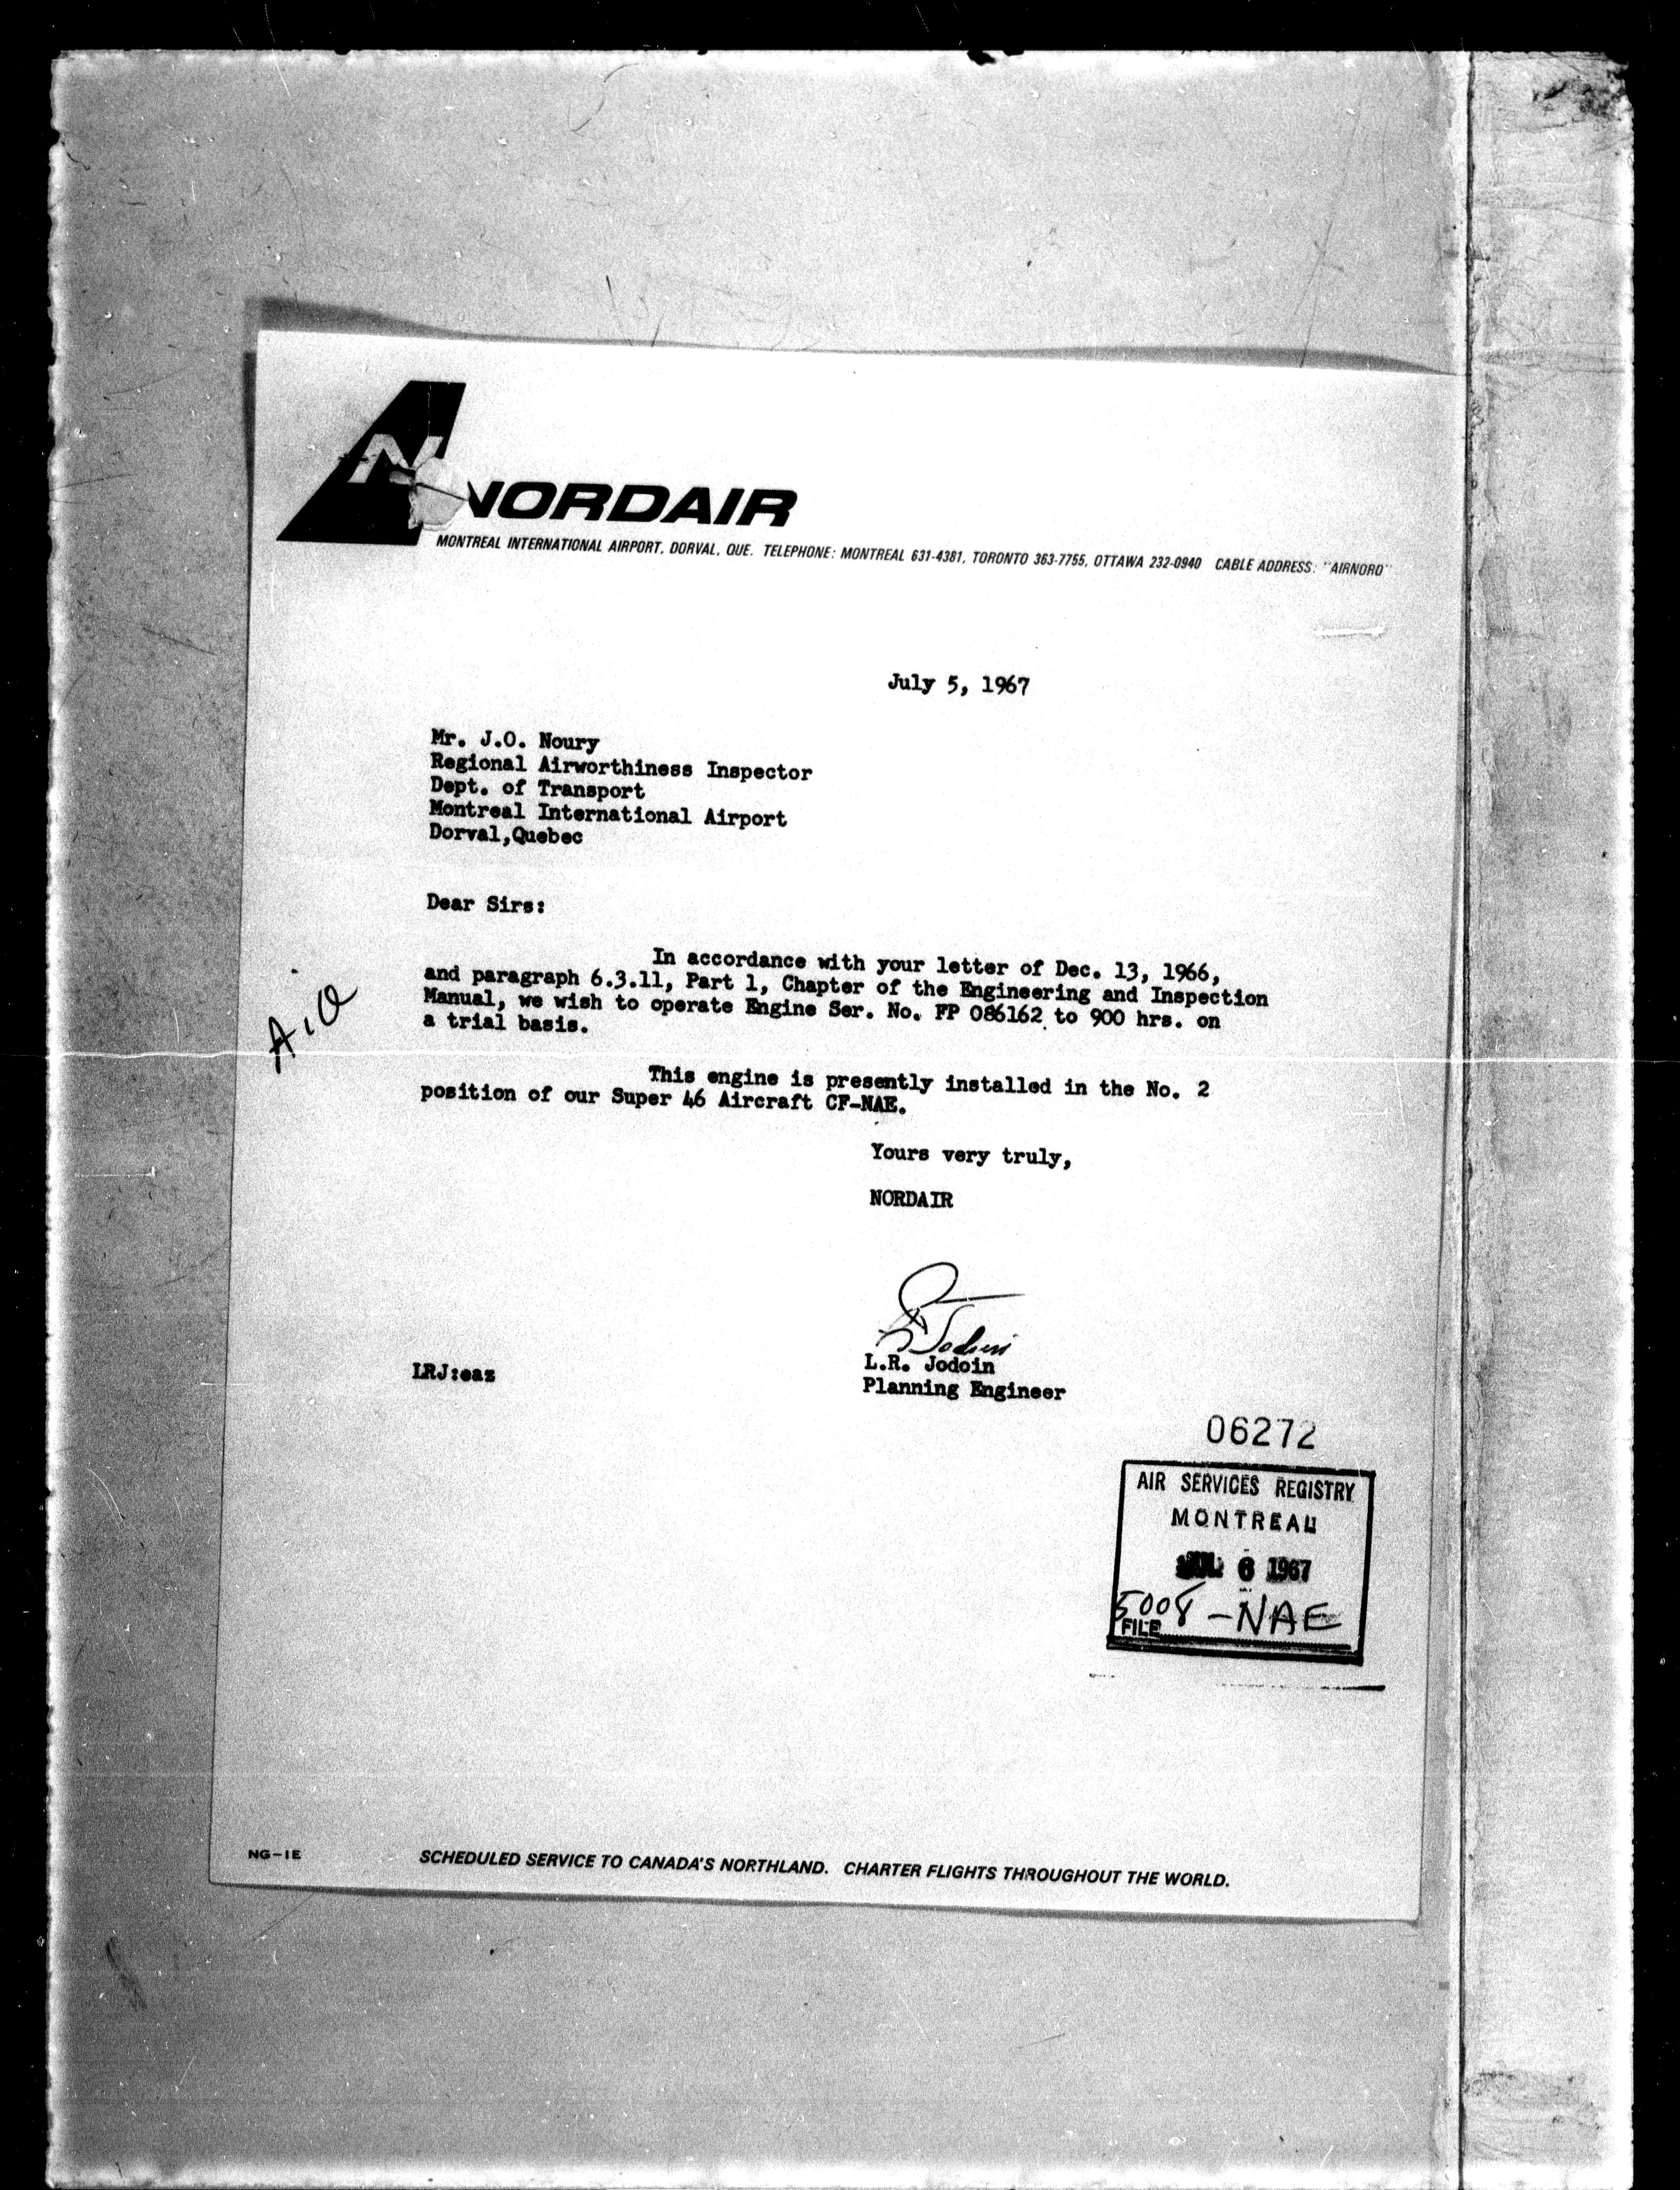 N
NORDAIR
MONTREAL INTERNATIONAL AIRPORT, DORVAL, QUE. TELEPHONE: MONTREAL 631-4381, TORONTO 363-7755, OTTAWA 232-0940 CABLE ADDRESS: "AIRNORD"
July 5, 1967
Mr. J.O. Noury
Regional Airworthiness Inspector
Dept. of Transport
Montreal International Airport
Dorval,Quebec
Dear Sirs:
In accordance with your letter of Dec. 13, 1966,
and paragraph 6.3.11, Part 1, Chapter of the Engineering and Inspection
Manual, we wish to operate Engine Ser. No. FP 086162 to 900 hrs. on
a trial basis.
This engine is presently installed in the No. 2
position of our Super 46 Aircraft CF-NAE.
Yours very truly,
NORDAIR
Jodoin
L.R. Jodoin
LRJ:eaz
Planning Engineer
06272
AIR SERVICES REGISTRY
MONTREAL
JUL 6 1967
5008-NAE
FILE
NG-1E
SCHEDULED SERVICE TO CANADA'S NORTHLAND. CHARTER FLIGHTS THROUGHOUT THE WORLD.